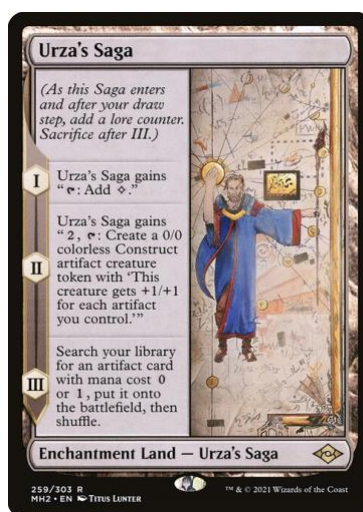 Urza's Saga
(As this Saga enters
and after your draw
step, add a lore counter.
Sacrifice after III.)
I
Urza's Saga gains
“T: Add C.”
II
Urza's Saga gains
“2, T: Create a 0/0
colorless Construct
artifact creature
token with ‘This
creature gets +1/+1
for each artifact
you control.’”
III
Search your library
for an artifact card
with mana cost 0
or 1, put it onto
the battlefield, then
shuffle.
Enchantment Land — Urza's Saga
259/303 R
MH2 • EN TITUS LUNTER
™ & © 2021 Wizards of the Coast